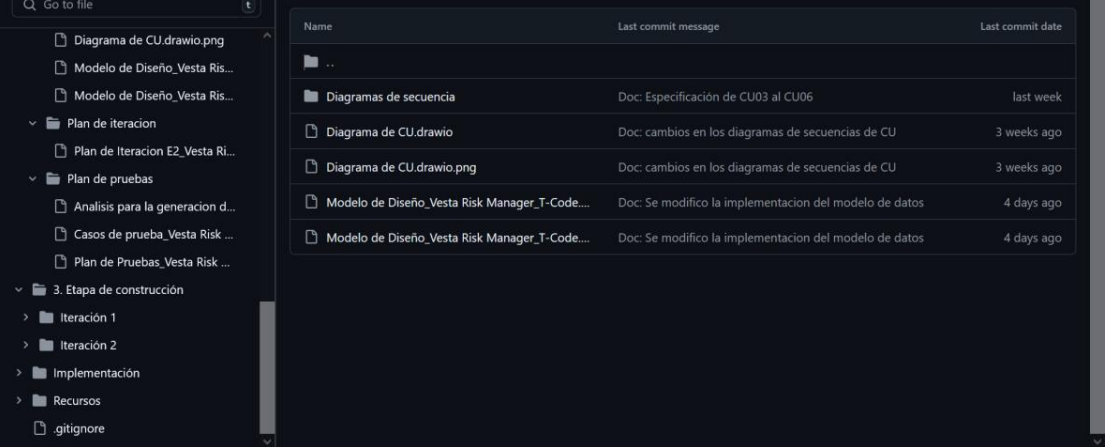 Go to file
t
Diagrama de CU.drawio.png
Modelo de Diseño_Vesta Ris...
Modelo de Diseño_Vesta Ris...
Plan de iteracion
Plan de Iteracion E2_Vesta Ri...
Plan de pruebas
Analisis para la generacion d...
Casos de prueba_Vesta Risk ...
Plan de Pruebas_Vesta Risk ...
3. Etapa de construcción
Iteración 1
Iteración 2
Implementación
Recursos
.gitignore
Name Last commit message Last commit date
..
Diagramas de secuencia Doc: Especificación de CU03 al CU06 last week
Diagrama de CU.drawio Doc: cambios en los diagramas de secuencias de CU 3 weeks ago
Diagrama de CU.drawio.png Doc: cambios en los diagramas de secuencias de CU 3 weeks ago
Modelo de Diseño_Vesta Risk Manager_T-Code.... Doc: Se modifico la implementacion del modelo de datos 4 days ago
Modelo de Diseño_Vesta Risk Manager_T-Code.... Doc: Se modifico la implementacion del modelo de datos 4 days ago